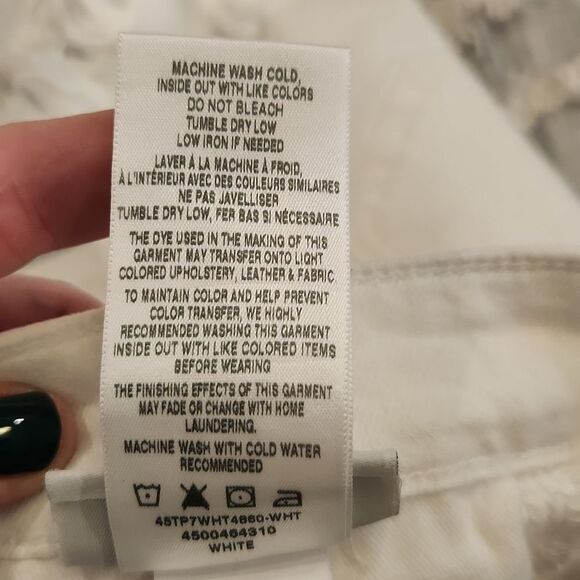 MACHINE WASH COLD,
INSIDE OUT WITH LIKE COLORS
DO NOT BLEACH
TUMBLE DRY LOW
LOW IRON IF NEEDED
LAVER À LA MACHINE À FROID,
À L'INTÉRIEUR AVEC DES COULEURS SIMILAIRES
NE PAS JAVELLISER
TUMBLE DRY LOW, FER BAS SI NÉCESSAIRE
THE DYE USED IN THE MAKING OF THIS
GARMENT MAY TRANSFER ONTO LIGHT
COLORED UPHOLSTERY, LEATHER & FABRIC.
TO MAINTAIN COLOR AND HELP PREVENT
COLOR TRANSFER, WE HIGHLY
RECOMMENDED WASHING THIS GARMENT
INSIDE OUT WITH LIKE COLORED ITEMS
BEFORE WEARING
THE FINISHING EFFECTS OF THIS GARMENT
MAY FADE OR CHANGE WITH HOME
LAUNDERING.
MACHINE WASH WITH COLD WATER
RECOMMENDED
4STP7WHT4860-WHT
4500464310
WHITE